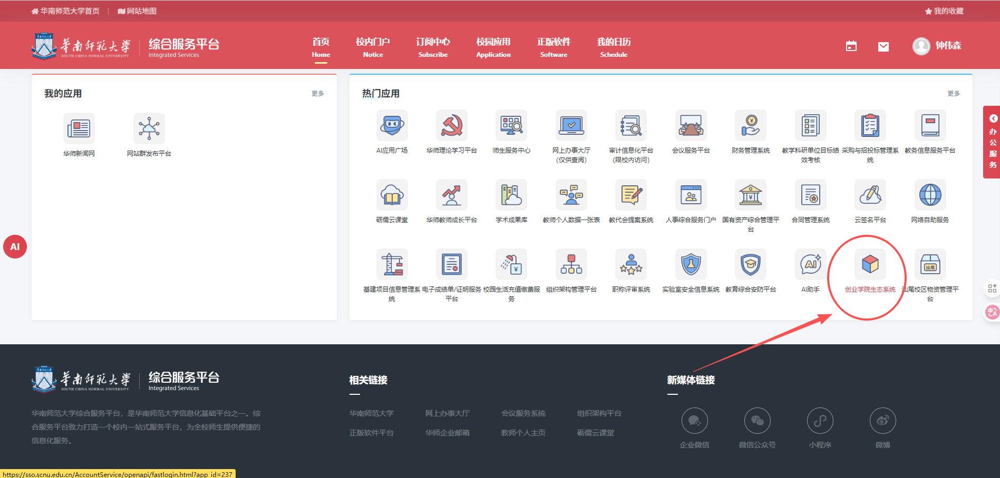 华南师范大学首页 | 网站地图
我的收藏
華南師範大學
SOUTH CHINA NORMAL UNIVERSITY
综合服务平台
Integrated Services
首页
Home
校内门户
Notice
订阅中心
Subscribe
校园应用
Application
正版软件
Software
我的日历
Schedule
钟伟森
我的应用
更多
华师新闻网
网站群发布平台
热门应用
更多
AI应用广场
华师理论学习平台
师生服务中心
网上办事大厅
(仅供查阅)
审计信息化平台
(限校内访问)
会议服务平台
财务管理系统
教学科研单位目标绩
效考核
采购与招投标管理系
统
教务信息服务平台
砺儒云课堂
华师教师成长平台
学术成果库
教师个人数据一张表
教代会提案系统
人事综合服务门户
国有资产综合管理平
台
合同管理系统
云签名平台
网络自助服务
基建项目信息管理系
统
电子成绩单/证明服务
平台
校园生活充值缴费服
务
组织架构管理平台
职称评审系统
实验室安全信息系统
教育综合安防平台
AI
AI助手
创业学院生态系统
汕尾
汕尾校区物资管理平
台
办
公
服
务
AI
中A
華南師範大學
SOUTH CHINA NORMAL UNIVERSITY
综合服务平台
Integrated Services
华南师范大学综合服务平台，是华南师范大学信息化基础平台之一。综
合服务平台致力打造一个校内一站式服务平台，为全校师生提供便捷的
信息化服务。
相关链接
华南师范大学
网上办事大厅
会议服务系统
组织架构平台
正版软件平台
华师企业邮箱
教师个人主页
砺儒云课堂
新媒体链接
企业微信
微信公众号
小程序
微博
https://sso.scnu.edu.cn/AccountService/openapi/fastlogin.html?app_id=237